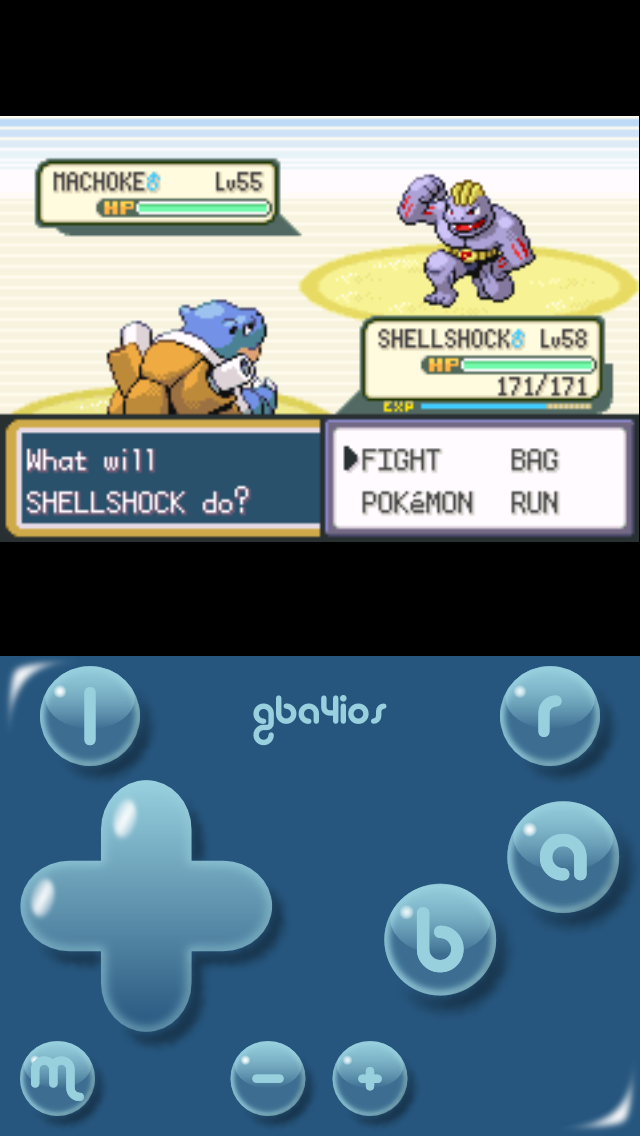 MACHOKE♂ Lv55
HP
SHELLSHOCK♂ Lv58
HP
171/171
EXP
What will
SHELLSHOCK do?
FIGHT BAG
POKéMON RUN
l gba4ios r
a
b
m - +